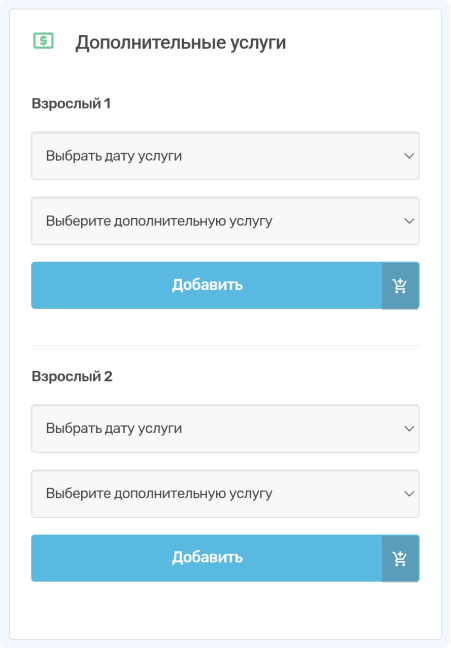 Дополнительные услуги
Взрослый 1
Выбрать дату услуги
Выберите дополнительную услугу
Добавить
Взрослый 2
Выбрать дату услуги
Выберите дополнительную услугу
Добавить